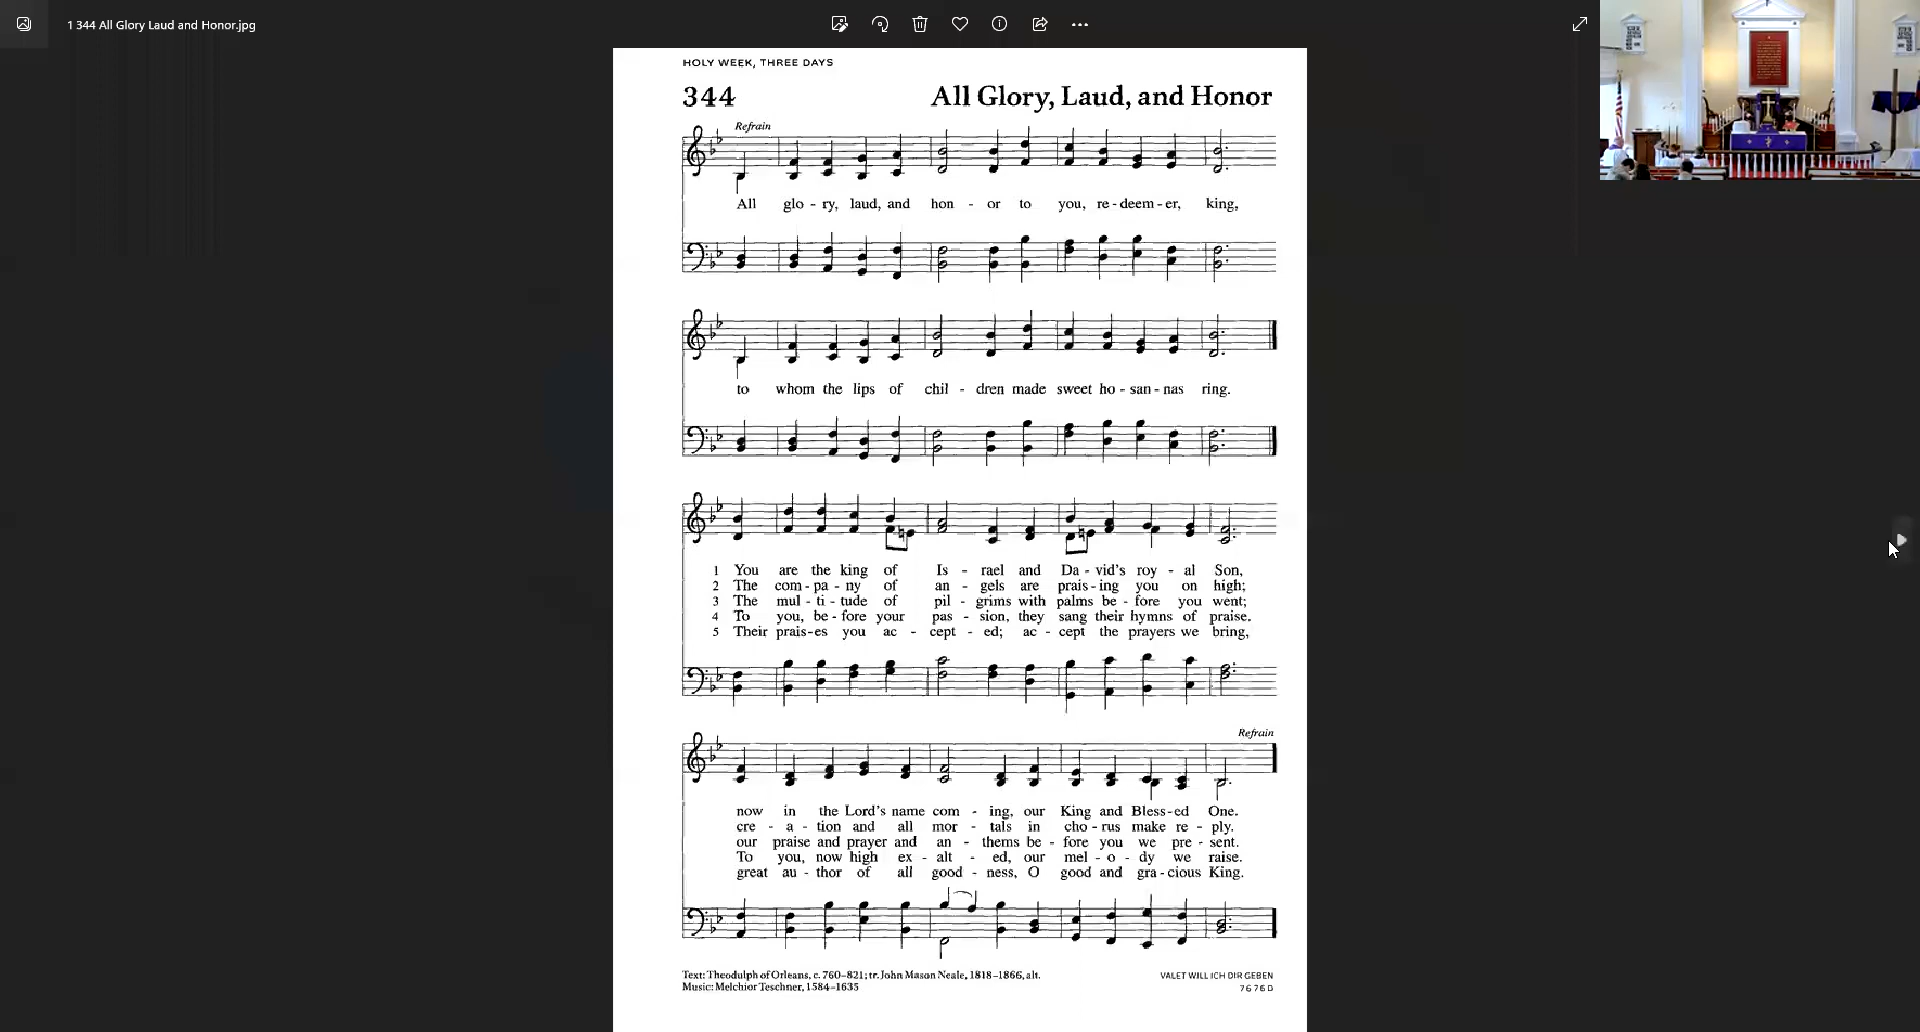 1 344 All Glory Laud and Honor.jpg
HOLY WEEK, THREE DAYS
344 All Glory, Laud, and Honor
Refrain
All glo - ry, laud, and hon - or to you, re - deem - er, king,
to whom the lips of chil - dren made sweet ho - san - nas ring.
1 You are the king of Is - rael and Da - vid's roy - al Son,
2 The com - pa - ny of an - gels are prais - ing you on high;
3 The mul - ti - tude of pil - grims with palms be - fore you went;
4 To you, be - fore your pas - sion, they sang their hymns of praise.
5 Their prais - es you ac - cept - ed; ac - cept the prayers we bring,
Refrain
now in the Lord's name com - ing, our King and Bless - ed One.
cre - a - tion and all mor - tals in cho - rus make re - ply.
our praise and prayer and an - thems be - fore you we pre - sent.
To you, now high ex - alt - ed, our mel - o - dy we raise.
great au - thor of all good - ness, O good and gra - cious King.
Text: Theodulph of Orleans, c. 760–821; tr. John Mason Neale, 1818–1866, alt.
Music: Melchior Teschner, 1584–1635
VALET WILL ICH DIR GEBEN
7 6 7 6 D